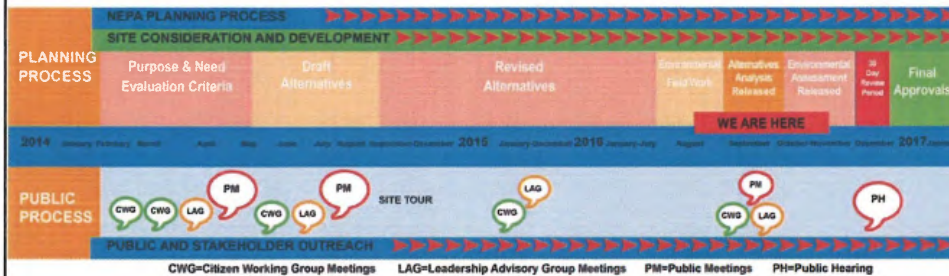 NEPA PLANNING PROCESS
SITE CONSIDERATION AND DEVELOPMENT
PLANNING PROCESS
Purpose & Need Evaluation Criteria
Draft Alternatives
Revised Alternatives
Environmental Field Work
Alternatives Analysis Released
Environmental Assessment Released
30 Day Review Period
Final Approvals
WE ARE HERE
2014 January February March April May June July August September-December 2015 January-December 2016 January-July August September October-November December 2017
PUBLIC PROCESS
CWG
CWG
LAG
PM
CWG
LAG
PM
SITE TOUR
CWG
LAG
CWG
PM
LAG
PH
PUBLIC AND STAKEHOLDER OUTREACH
CWG=Citizen Working Group Meetings LAG=Leadership Advisory Group Meetings PM=Public Meetings PH=Public Hearing